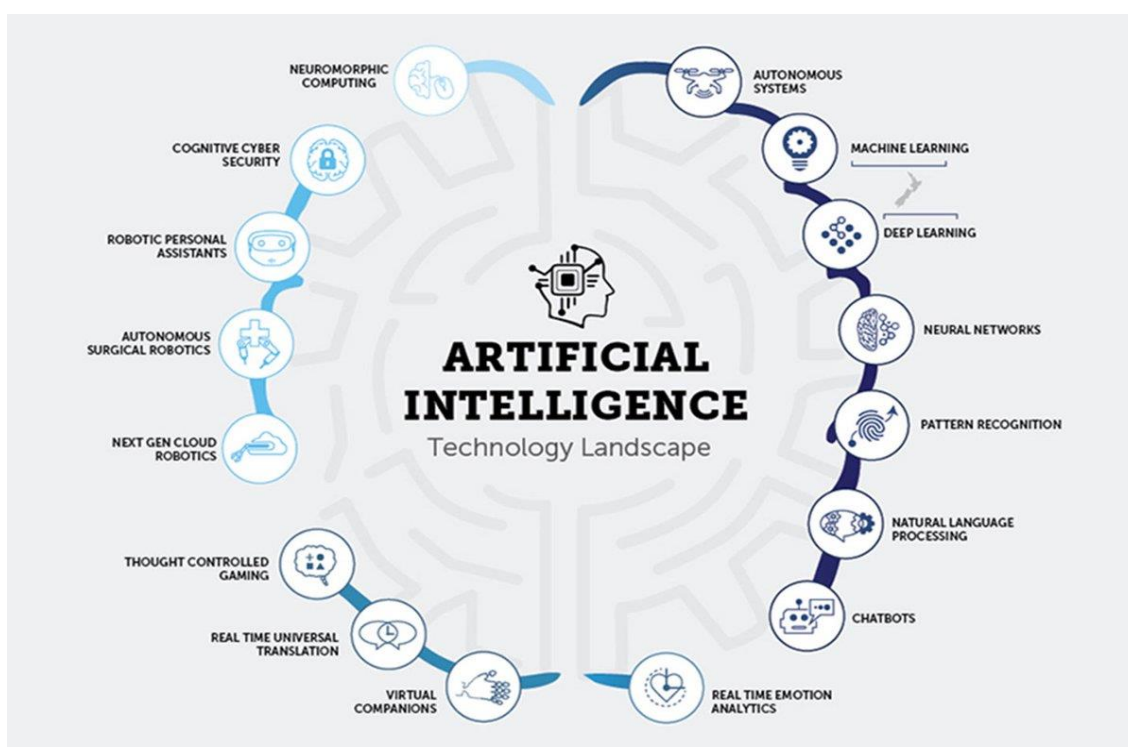 NEUROMORPHIC
COMPUTING
COGNITIVE CYBER
SECURITY
ROBOTIC PERSONAL
ASSISTANTS
AUTONOMOUS
SURGICAL ROBOTICS
NEXT GEN CLOUD
ROBOTICS
THOUGHT CONTROLLED
GAMING
REAL TIME UNIVERSAL
TRANSLATION
VIRTUAL
COMPANIONS
ARTIFICIAL
INTELLIGENCE
Technology Landscape
AUTONOMOUS
SYSTEMS
MACHINE LEARNING
DEEP LEARNING
NEURAL NETWORKS
PATTERN RECOGNITION
NATURAL LANGUAGE
PROCESSING
CHATBOTS
REAL TIME EMOTION
ANALYTICS